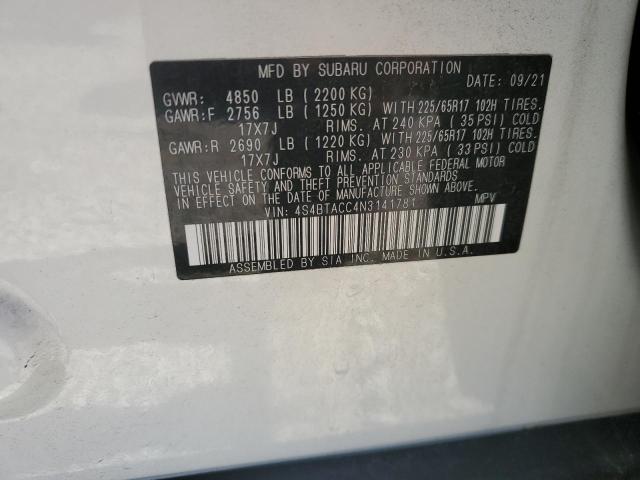 MFD BY SUBARU CORPORATION
DATE: 09/21
GVWR: 4850 LB ( 2200 KG)
GAWR:F 2756 LB ( 1250 KG) WITH 225/65R17 102H TIRES.
17X7J RIMS. AT 240 KPA ( 35 PSI) COLD
GAWR:R 2690 LB ( 1220 KG) WITH 225/65R17 102H TIRES.
17X7J RIMS. AT 230 KPA ( 33 PSI) COLD
THIS VEHICLE CONFORMS TO ALL APPLICABLE FEDERAL MOTOR
VEHICLE SAFETY AND THEFT PREVENTION STANDARDS
IN EFFECT ON THE DATE OF MANUFACTURE SHOWN ABOVE.
VIN: 4S4BTACC4N3141781 MPV
ASSEMBLED BY SIA INC. MADE IN U.S.A.